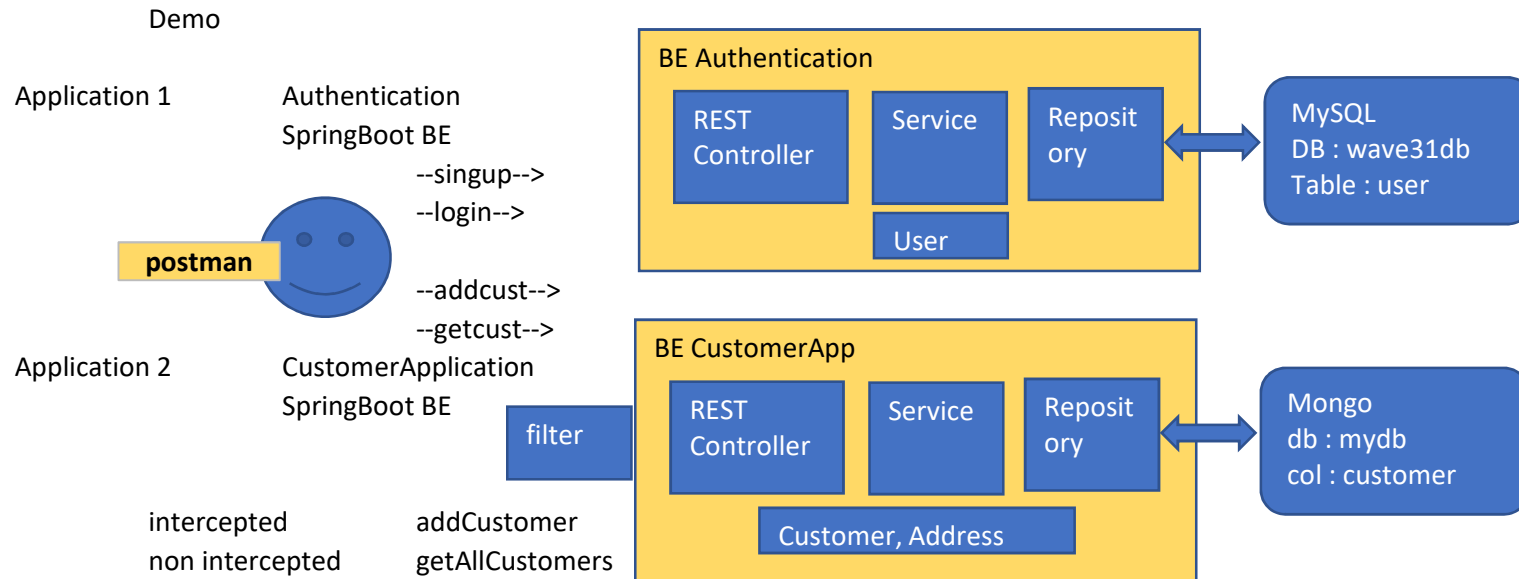 Demo
BE Authentication
Application 1 Authentication
SpringBoot BE
--singup-->
--login-->
REST
Controller
Service
Reposit
ory
User
MySQL
DB : wave31db
Table : user
postman
--addcust-->
--getcust-->
Application 2 CustomerApplication
SpringBoot BE
BE CustomerApp
filter
REST
Controller
Service
Reposit
ory
Customer, Address
Mongo
db : mydb
col : customer
intercepted addCustomer
non intercepted getAllCustomers